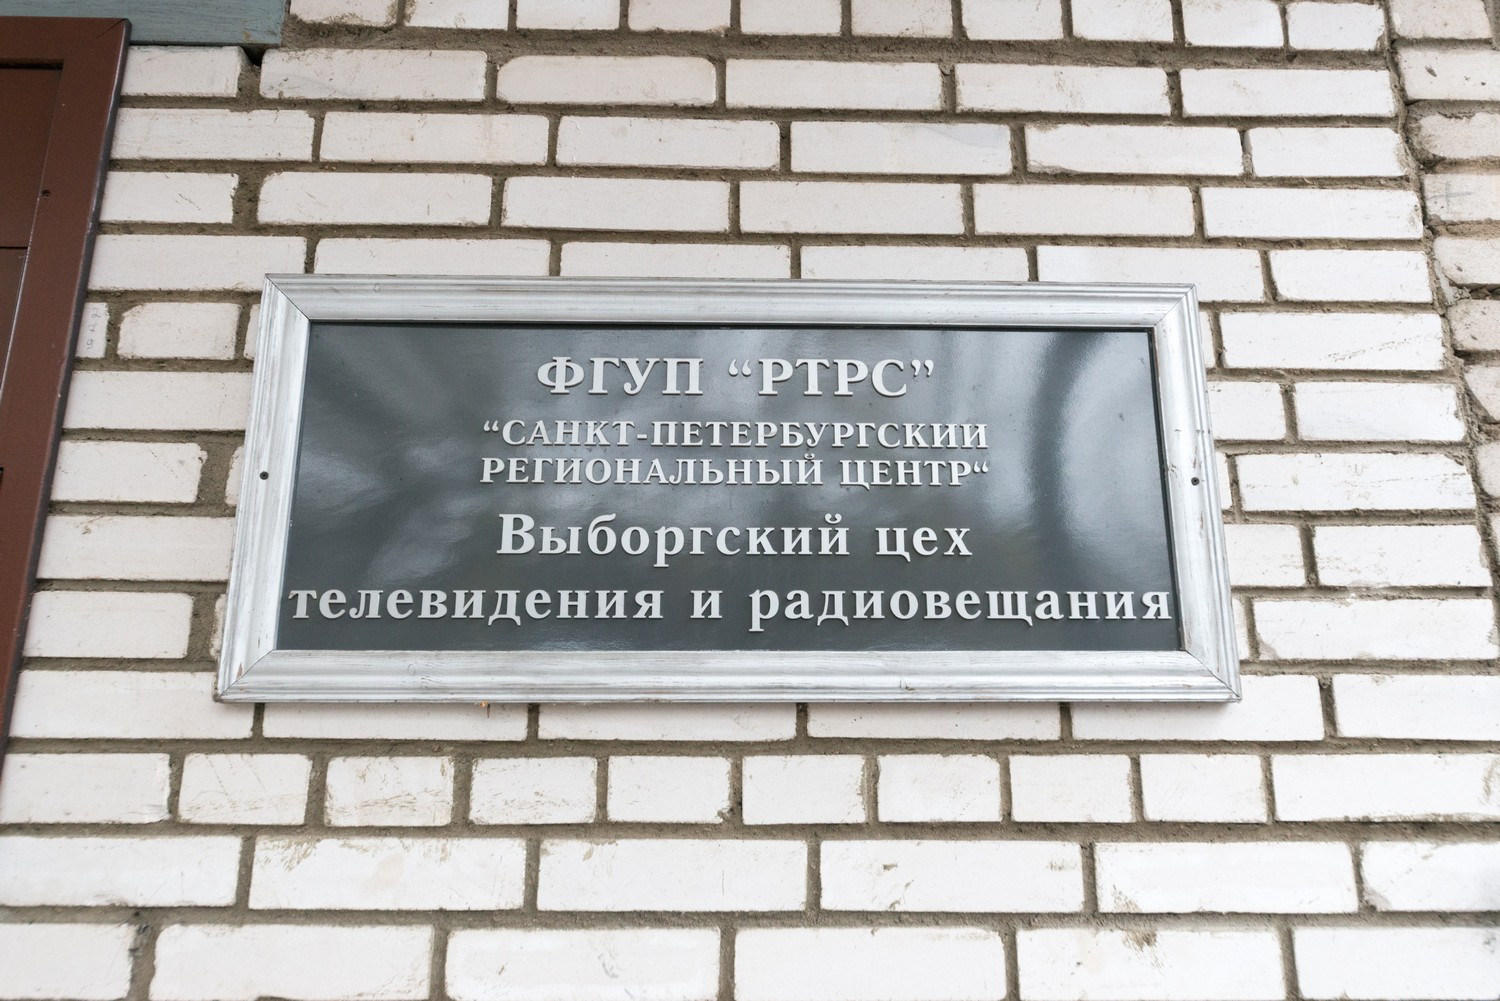 ФГУП “РТРС”
“САНКТ-ПЕТЕРБУРГСКИЙ
РЕГИОНАЛЬНЫЙ ЦЕНТР“
Выборгский цех
телевидения и радиовещания